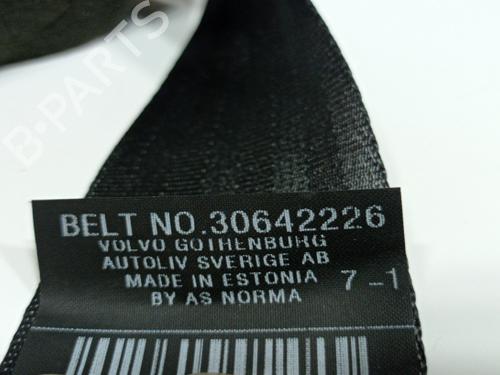 B-PARTS
BELT NO.30642226
VOLVO GOTHENBURG
AUTOLIV SVERIGE AB
MADE IN ESTONIA 7-1
BY AS NORMA